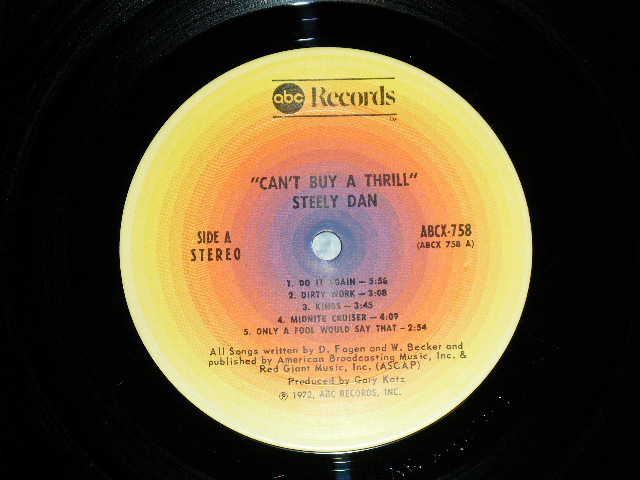 abc Records
TM
"CAN'T BUY A THRILL"
STEELY DAN
SIDE A
STEREO
ABCX-758
(ABCX 758 A)
1. DO IT AGAIN — 5:56
2. DIRTY WORK — 3:08
3. KINGS — 3:45
4. MIDNITE CRUISER — 4:09
5. ONLY A FOOL WOULD SAY THAT — 2:54
All Songs written by D. Fagen and W. Becker and
published by American Broadcasting Music, Inc. &
Red Giant Music, Inc. (ASCAP)
Produced by Gary Katz
℗ 1972, ABC RECORDS, INC.